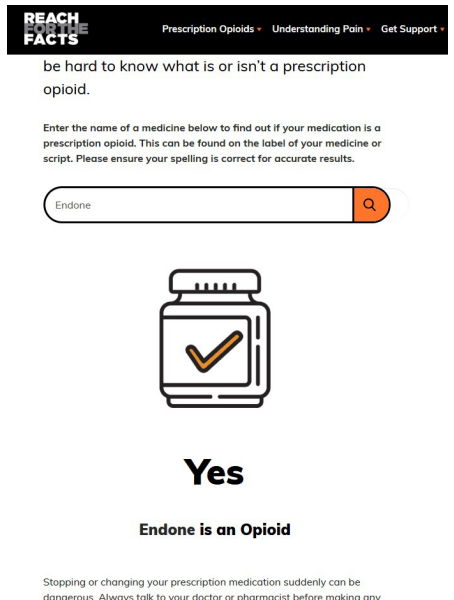 REACH
FOR THE
FACTS
Prescription Opioids Understanding Pain Get Support
be hard to know what is or isn’t a prescription
opioid.
Enter the name of a medicine below to find out if your medication is a
prescription opioid. This can be found on the label of your medicine or
script. Please ensure your spelling is correct for accurate results.
Endone
Yes
Endone is an Opioid
Stopping or changing your prescription medication suddenly can be
dangerous. Always talk to your doctor or pharmacist before making any